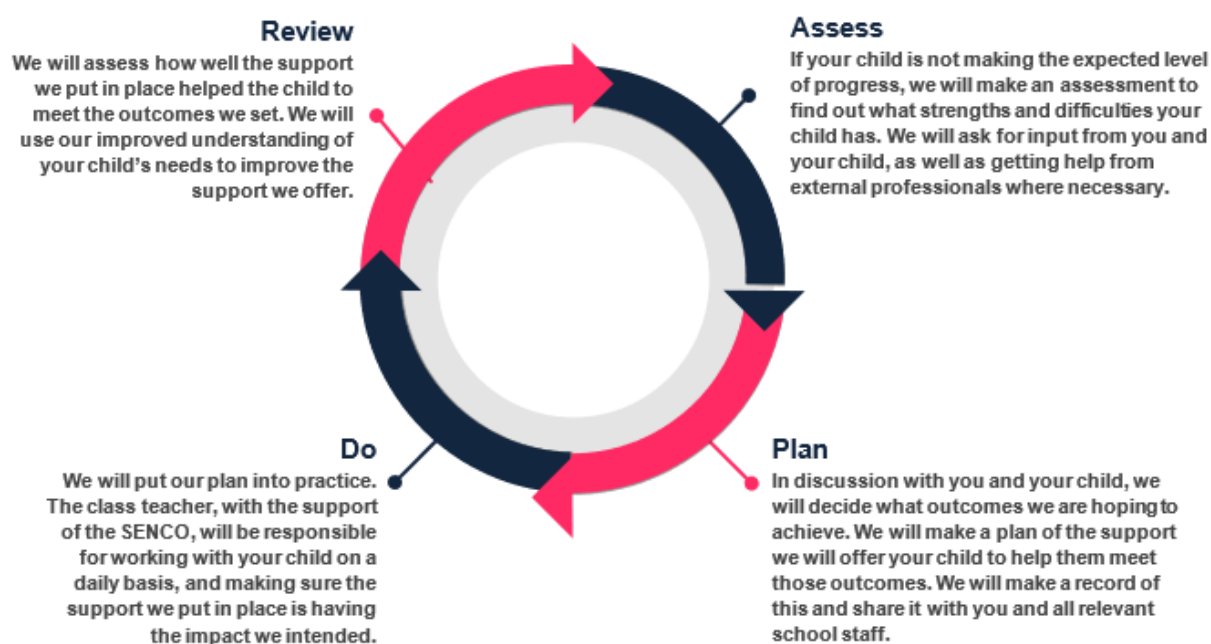 Review
We will assess how well the support
we put in place helped the child to
meet the outcomes we set. We will
use our improved understanding of
your child's needs to improve the
support we offer.
Assess
If your child is not making the expected level
of progress, we will make an assessment to
find out what strengths and difficulties your
child has. We will ask for input from you and
your child, as well as getting help from
external professionals where necessary.
Do
We will put our plan into practice.
The class teacher, with the support
of the SENCO, will be responsible
for working with your child on a
daily basis, and making sure the
support we put in place is having
the impact we intended.
Plan
In discussion with you and your child, we
will decide what outcomes we are hoping to
achieve. We will make a plan of the support
we will offer your child to help them meet
those outcomes. We will make a record of
this and share it with you and all relevant
school staff.